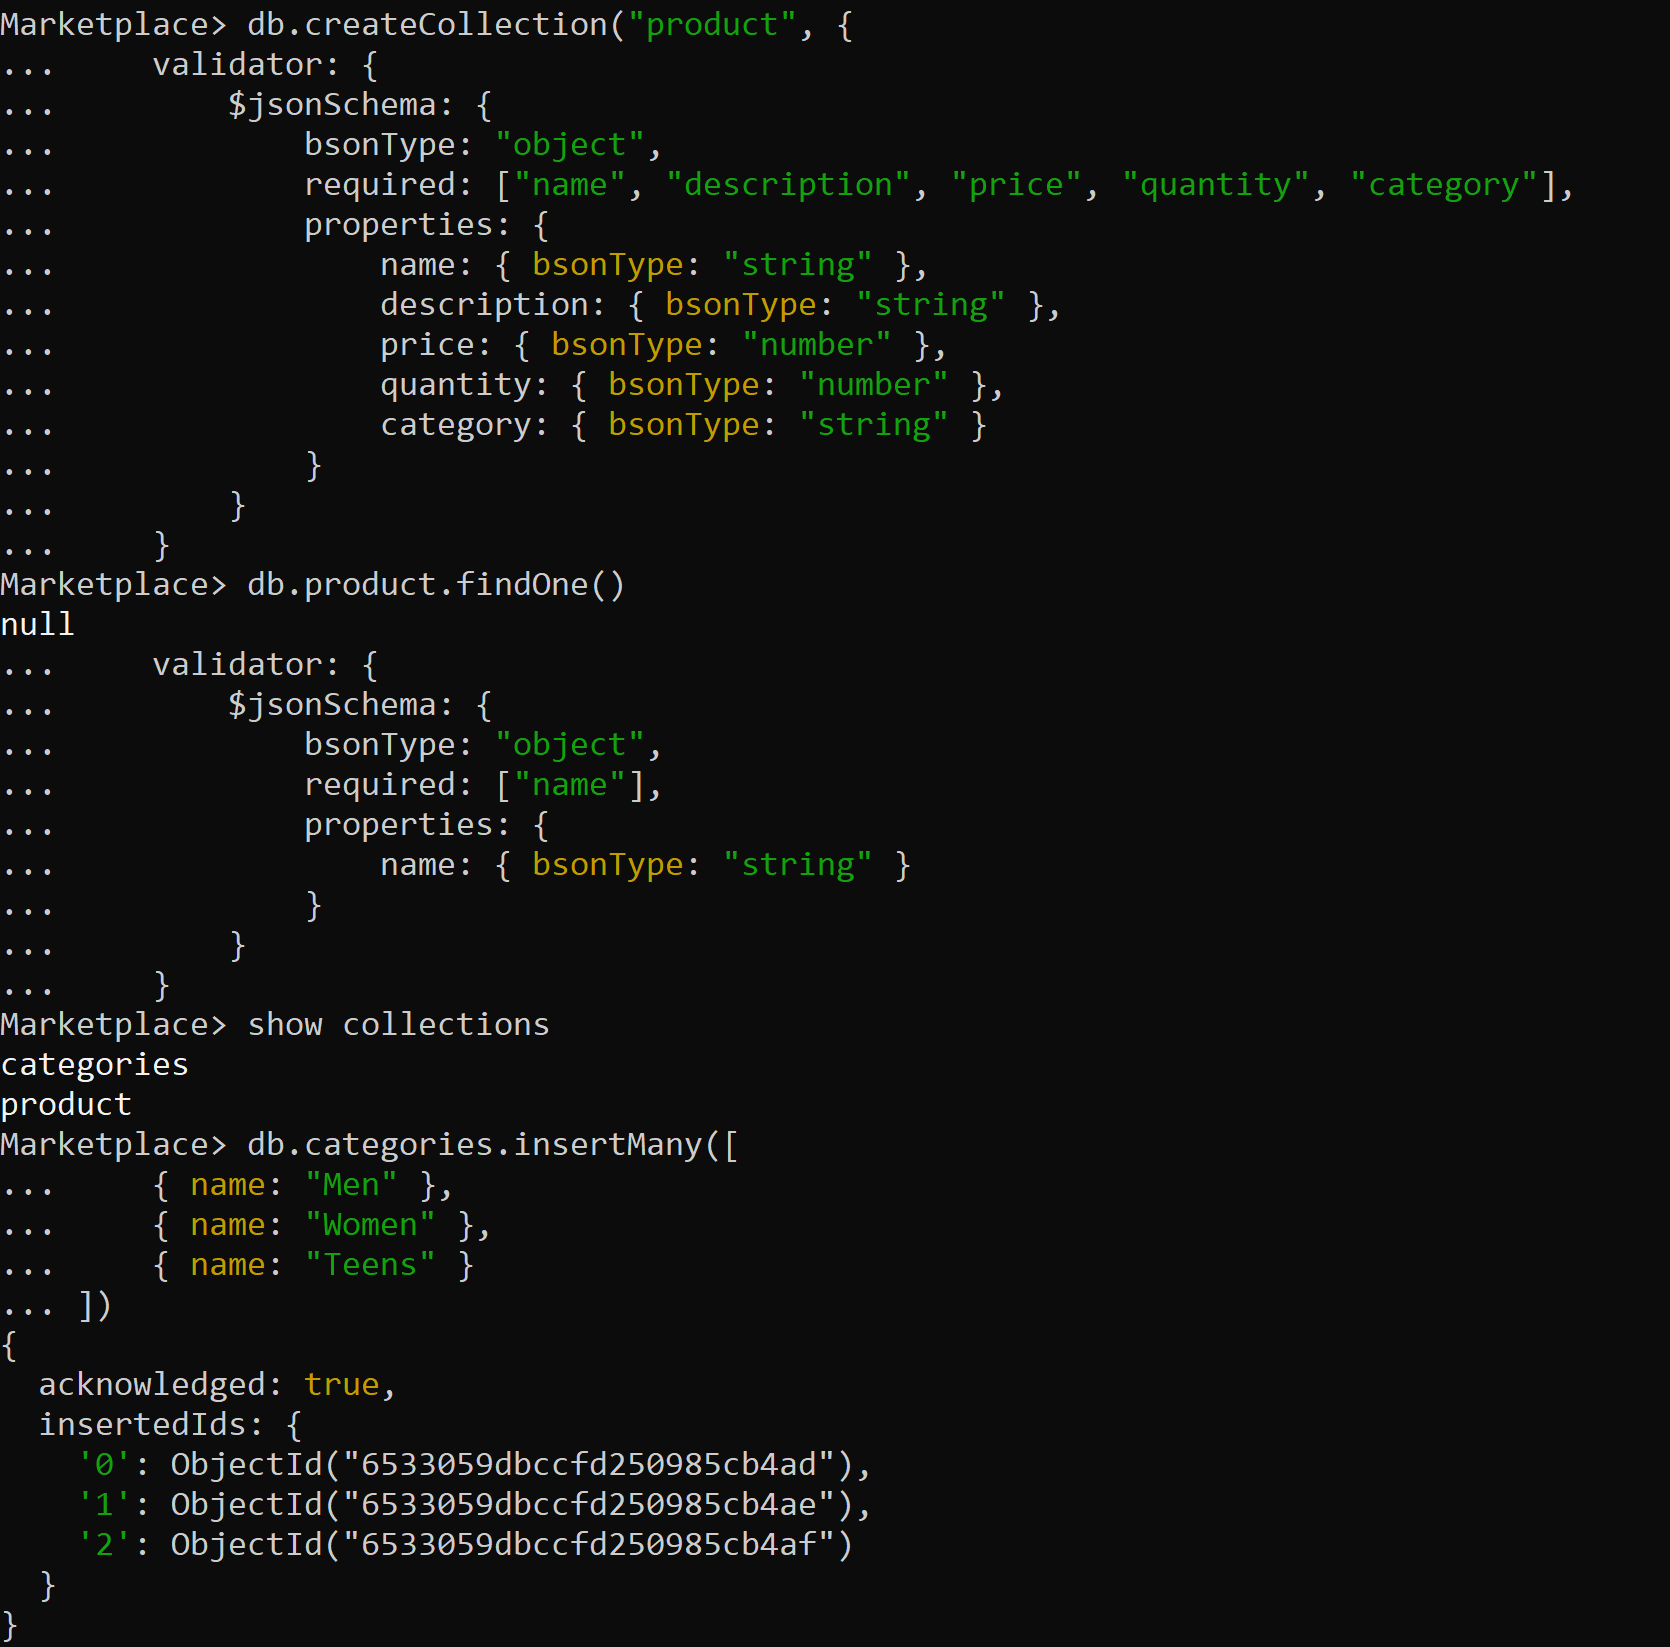 Marketplace> db.createCollection("product", {
...     validator: {
...         $jsonSchema: {
...             bsonType: "object",
...             required: ["name", "description", "price", "quantity", "category"],
...             properties: {
...                 name: { bsonType: "string" },
...                 description: { bsonType: "string" },
...                 price: { bsonType: "number" },
...                 quantity: { bsonType: "number" },
...                 category: { bsonType: "string" }
...             }
...         }
...     }
Marketplace> db.product.findOne()
null
...     validator: {
...         $jsonSchema: {
...             bsonType: "object",
...             required: ["name"],
...             properties: {
...                 name: { bsonType: "string" }
...             }
...         }
...     }
Marketplace> show collections
categories
product
Marketplace> db.categories.insertMany([
...     { name: "Men" },
...     { name: "Women" },
...     { name: "Teens" }
... ])
{
  acknowledged: true,
  insertedIds: {
    '0': ObjectId("6533059dbccfd250985cb4ad"),
    '1': ObjectId("6533059dbccfd250985cb4ae"),
    '2': ObjectId("6533059dbccfd250985cb4af")
  }
}